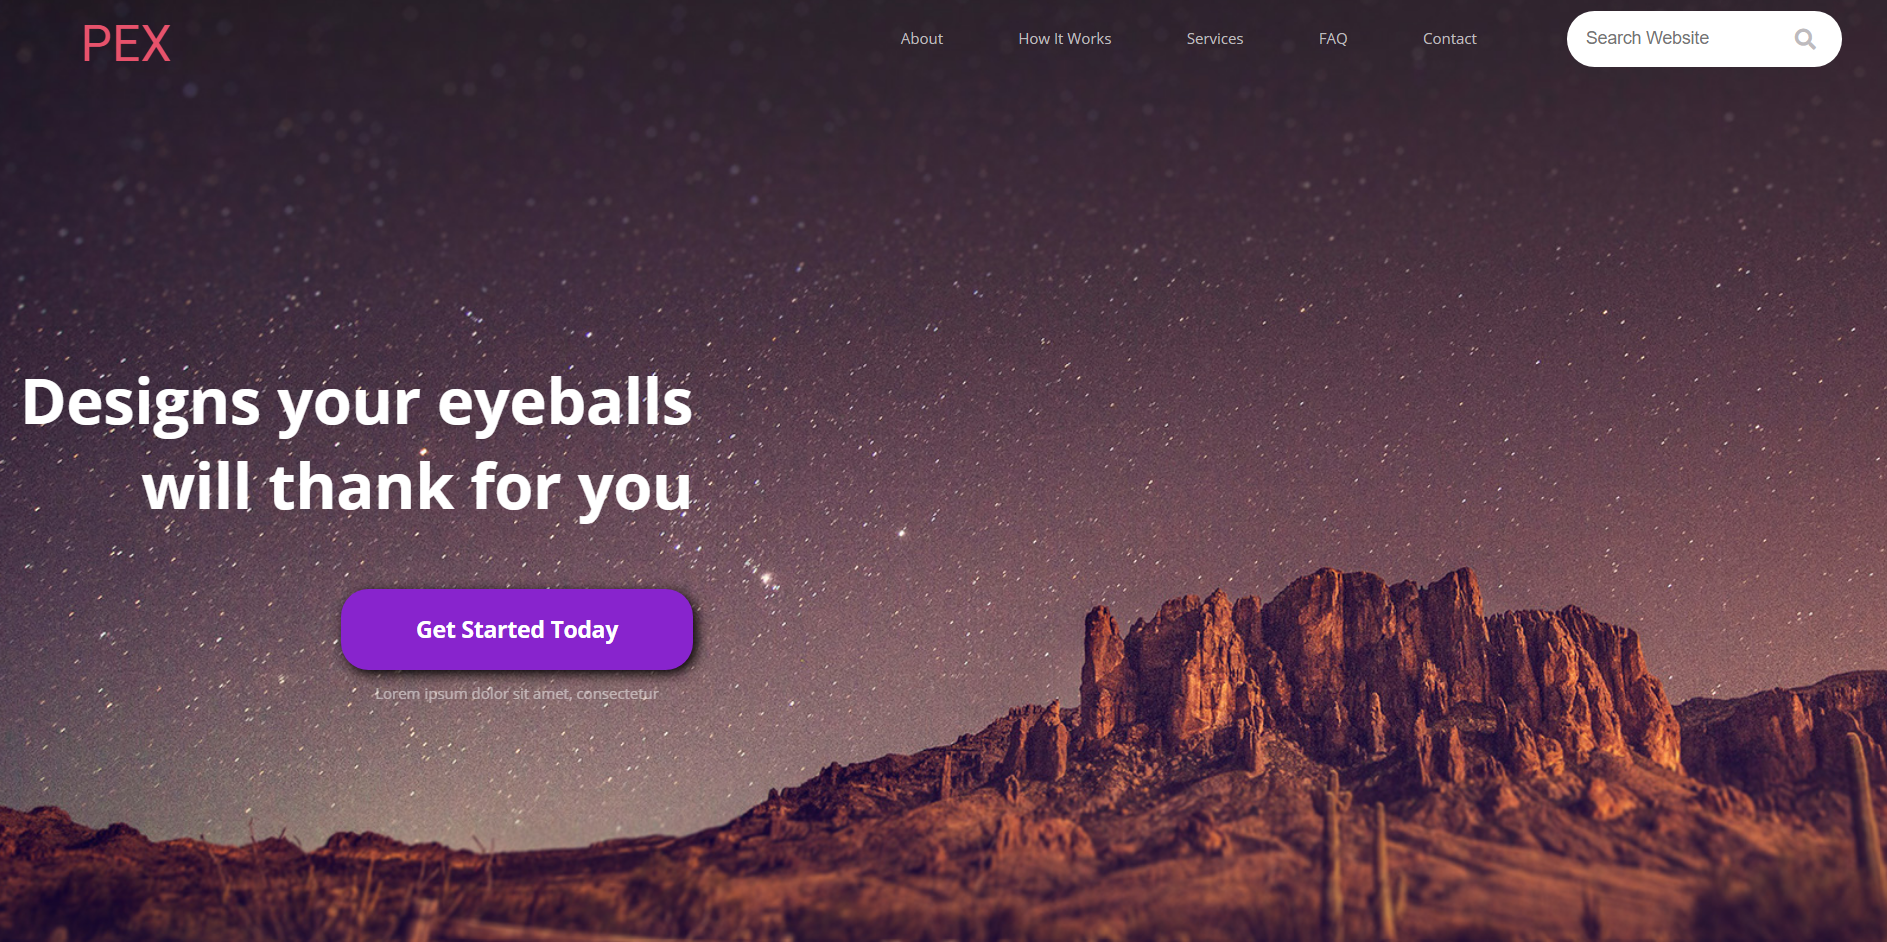 PEX
About
How It Works
Services
FAQ
Contact
Search Website
Designs your eyeballs
will thank for you
Get Started Today
Lorem ipsum dolor sit amet, consectetur